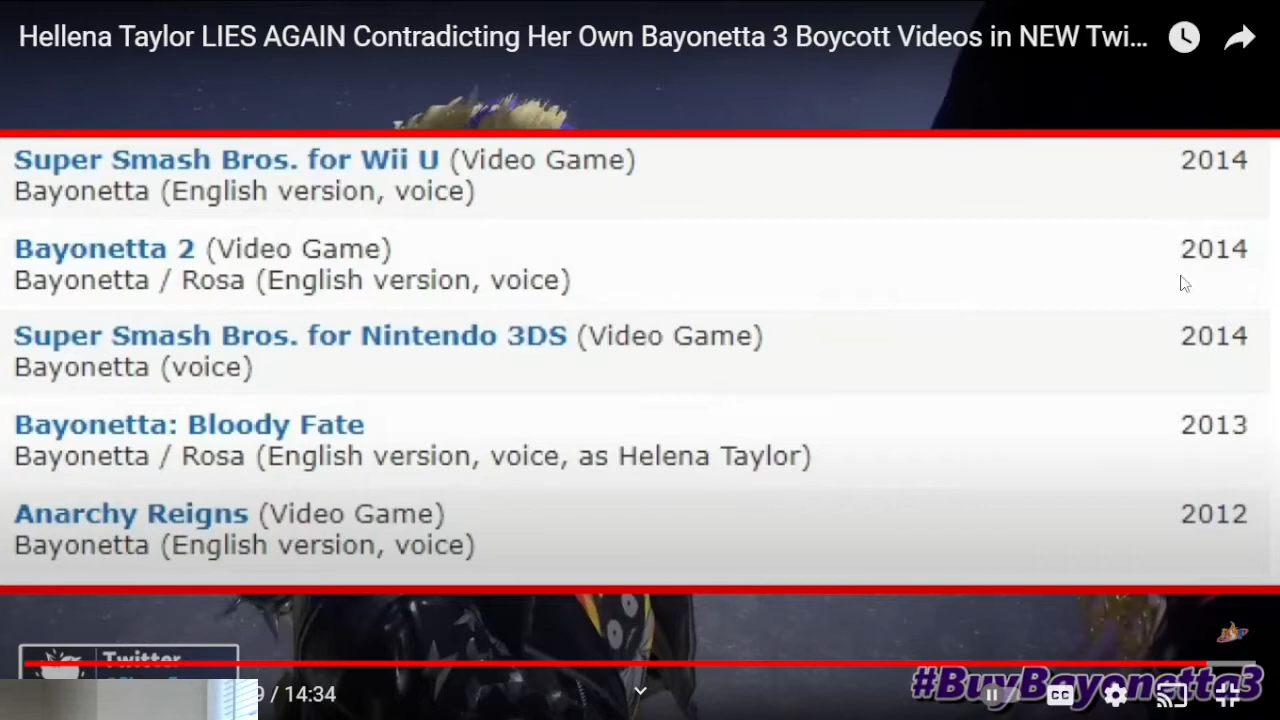 Hellena Taylor LIES AGAIN Contradicting Her Own Bayonetta 3 Boycott Videos in NEW Twi...
Super Smash Bros. for Wii U (Video Game) 2014
Bayonetta (English version, voice)
Bayonetta 2 (Video Game) 2014
Bayonetta / Rosa (English version, voice)
Super Smash Bros. for Nintendo 3DS (Video Game) 2014
Bayonetta (voice)
Bayonetta: Bloody Fate 2013
Bayonetta / Rosa (English version, voice, as Helena Taylor)
Anarchy Reigns (Video Game) 2012
Bayonetta (English version, voice)
Twitter
/ 14:34
CC
#BuyBayonetta3